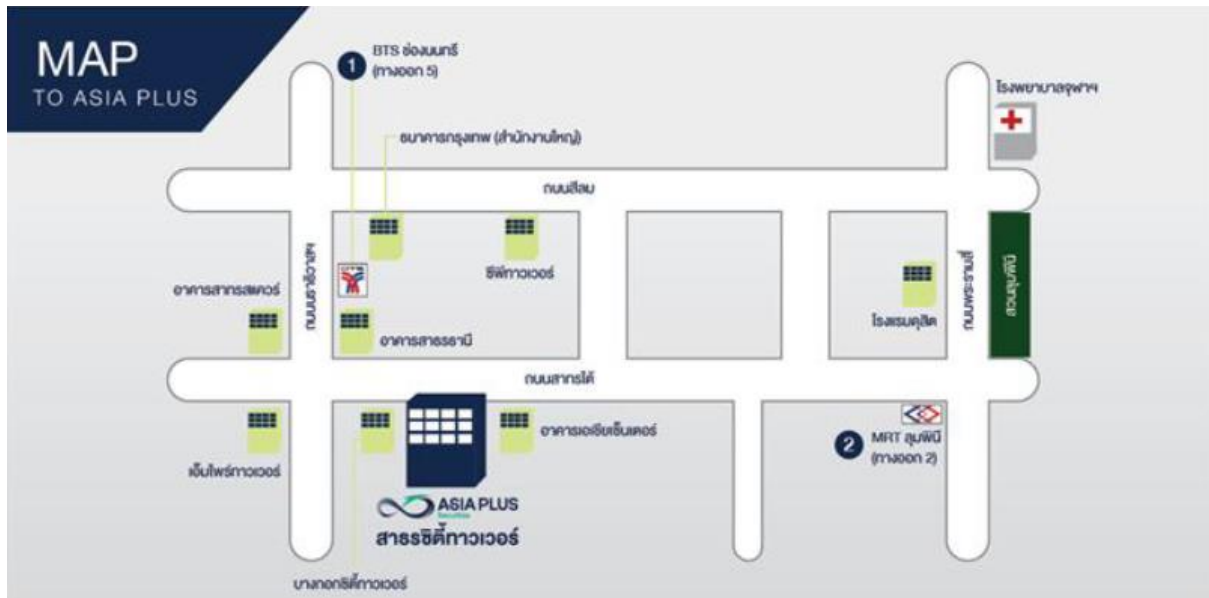 MAP
TO ASIA PLUS
1
BTS ช่องนนทรี
(ทางออก 5)
โรงพยาบาลจุฬาฯ
ธนาคารกรุงเทพ (สำนักงานใหญ่)
ถนนสีลม
ถนนนราธิวาสฯ
ซีพีทาวเวอร์
อาคารสาทรสแควร์
อาคารสาธรธานี
โรงแรมดุสิต
ถนนพระรามสี่
สวนลุมพินี
ถนนสาทรใต้
อาคารเอเชียเซ็นเตอร์
2
MRT ลุมพินี
(ทางออก 2)
เอ็มไพร์ทาวเวอร์
ASIA PLUS
Securities
สาธรซิตี้ทาวเวอร์
บางกอกซิตี้ทาวเวอร์